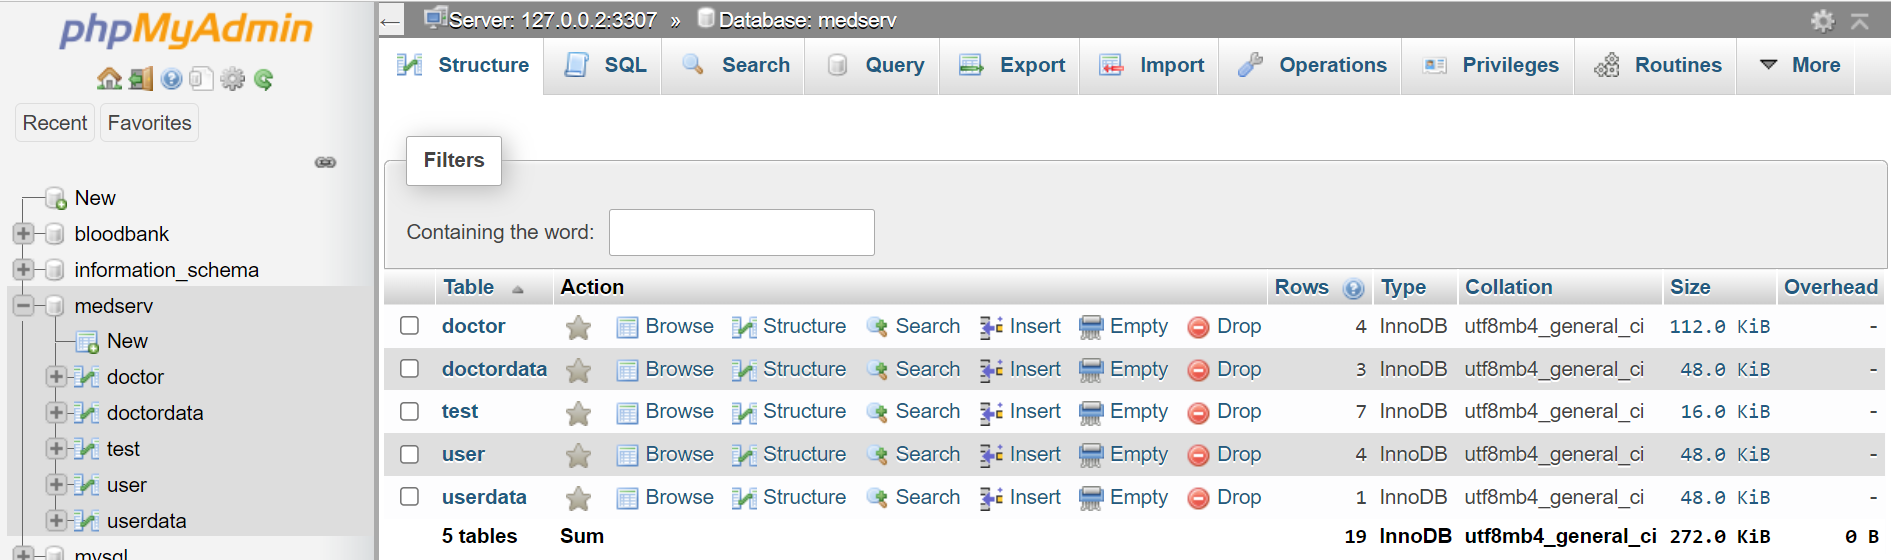 phpMyAdmin
Recent Favorites
New
bloodbank
information_schema
medserv
New
doctor
doctordata
test
user
userdata
mysql
Server: 127.0.0.2:3307 » Database: medserv
Structure SQL Search Query Export Import Operations Privileges Routines More
Filters
Containing the word:
Table Action Rows Type Collation Size Overhead
doctor Browse Structure Search Insert Empty Drop 4 InnoDB utf8mb4_general_ci 112.0 KiB -
doctordata Browse Structure Search Insert Empty Drop 3 InnoDB utf8mb4_general_ci 48.0 KiB -
test Browse Structure Search Insert Empty Drop 7 InnoDB utf8mb4_general_ci 16.0 KiB -
user Browse Structure Search Insert Empty Drop 4 InnoDB utf8mb4_general_ci 48.0 KiB -
userdata Browse Structure Search Insert Empty Drop 1 InnoDB utf8mb4_general_ci 48.0 KiB -
5 tables Sum 19 InnoDB utf8mb4_general_ci 272.0 KiB 0 B